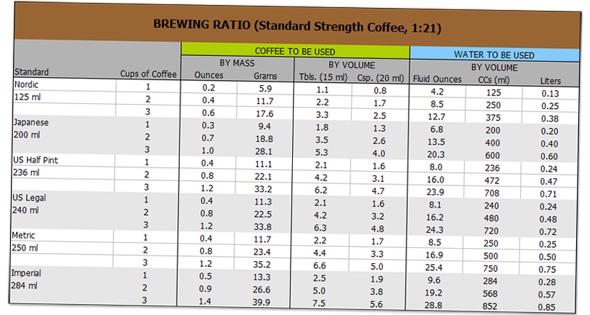 BREWING RATIO (Standard Strength Coffee, 1:21)
COFFEE TO BE USED WATER TO BE USED
BY MASS BY VOLUME BY VOLUME
Standard Cups of Coffee Ounces Grams Tbls. (15 ml) Csp. (20 ml) Fluid Ounces CCs (ml) Liters
Nordic 1 0.2 5.9 1.1 0.8 4.2 125 0.13
125 ml 2 0.4 11.7 2.2 1.7 8.5 250 0.25
3 0.6 17.6 3.3 2.5 12.7 375 0.38
Japanese 1 0.3 9.4 1.8 1.3 6.8 200 0.20
200 ml 2 0.7 18.8 3.5 2.6 13.5 400 0.40
3 1.0 28.1 5.3 4.0 20.3 600 0.60
US Half Pint 1 0.4 11.1 2.1 1.6 8.0 236 0.24
236 ml 2 0.8 22.1 4.2 3.1 16.0 472 0.47
3 1.2 33.2 6.2 4.7 23.9 708 0.71
US Legal 1 0.4 11.3 2.1 1.6 8.1 240 0.24
240 ml 2 0.8 22.5 4.2 3.2 16.2 480 0.48
3 1.2 33.8 6.3 4.8 24.3 720 0.72
Metric 1 0.4 11.7 2.2 1.7 8.5 250 0.25
250 ml 2 0.8 23.4 4.4 3.3 16.9 500 0.50
3 1.2 35.2 6.6 5.0 25.4 750 0.75
Imperial 1 0.5 13.3 2.5 1.9 9.6 284 0.28
284 ml 2 0.9 26.6 5.0 3.8 19.2 568 0.57
3 1.4 39.9 7.5 5.6 28.8 852 0.85